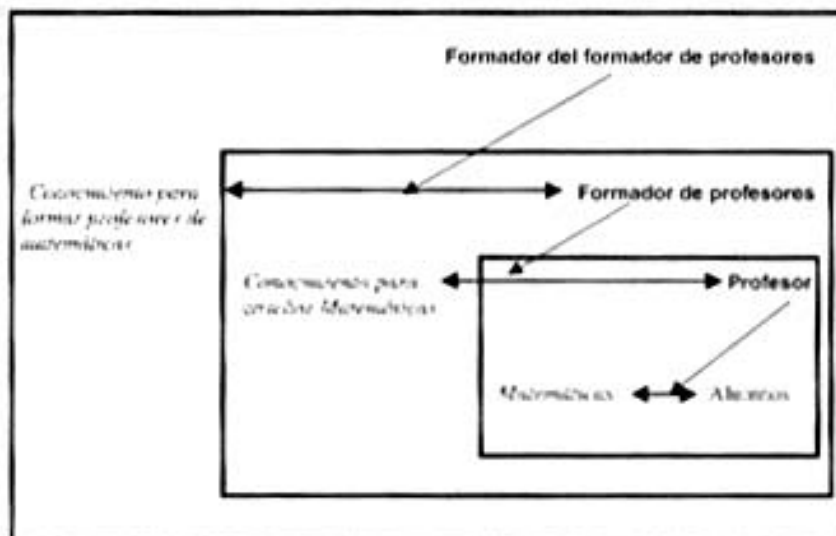 Formador del formador de profesores
Conocimiento para
formar profesores de
matemáticas
Formador de profesores
Conocimiento para
enseñar Matemáticas
Profesor
Matemáticas
Alumnos